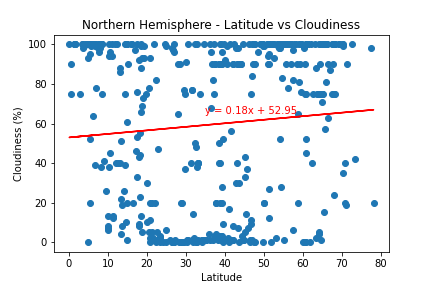 Northern Hemisphere - Latitude vs Cloudiness
100
80
60
40
20
0
Cloudiness (%)
y = 0.18x + 52.95
0 10 20 30 40 50 60 70 80
Latitude